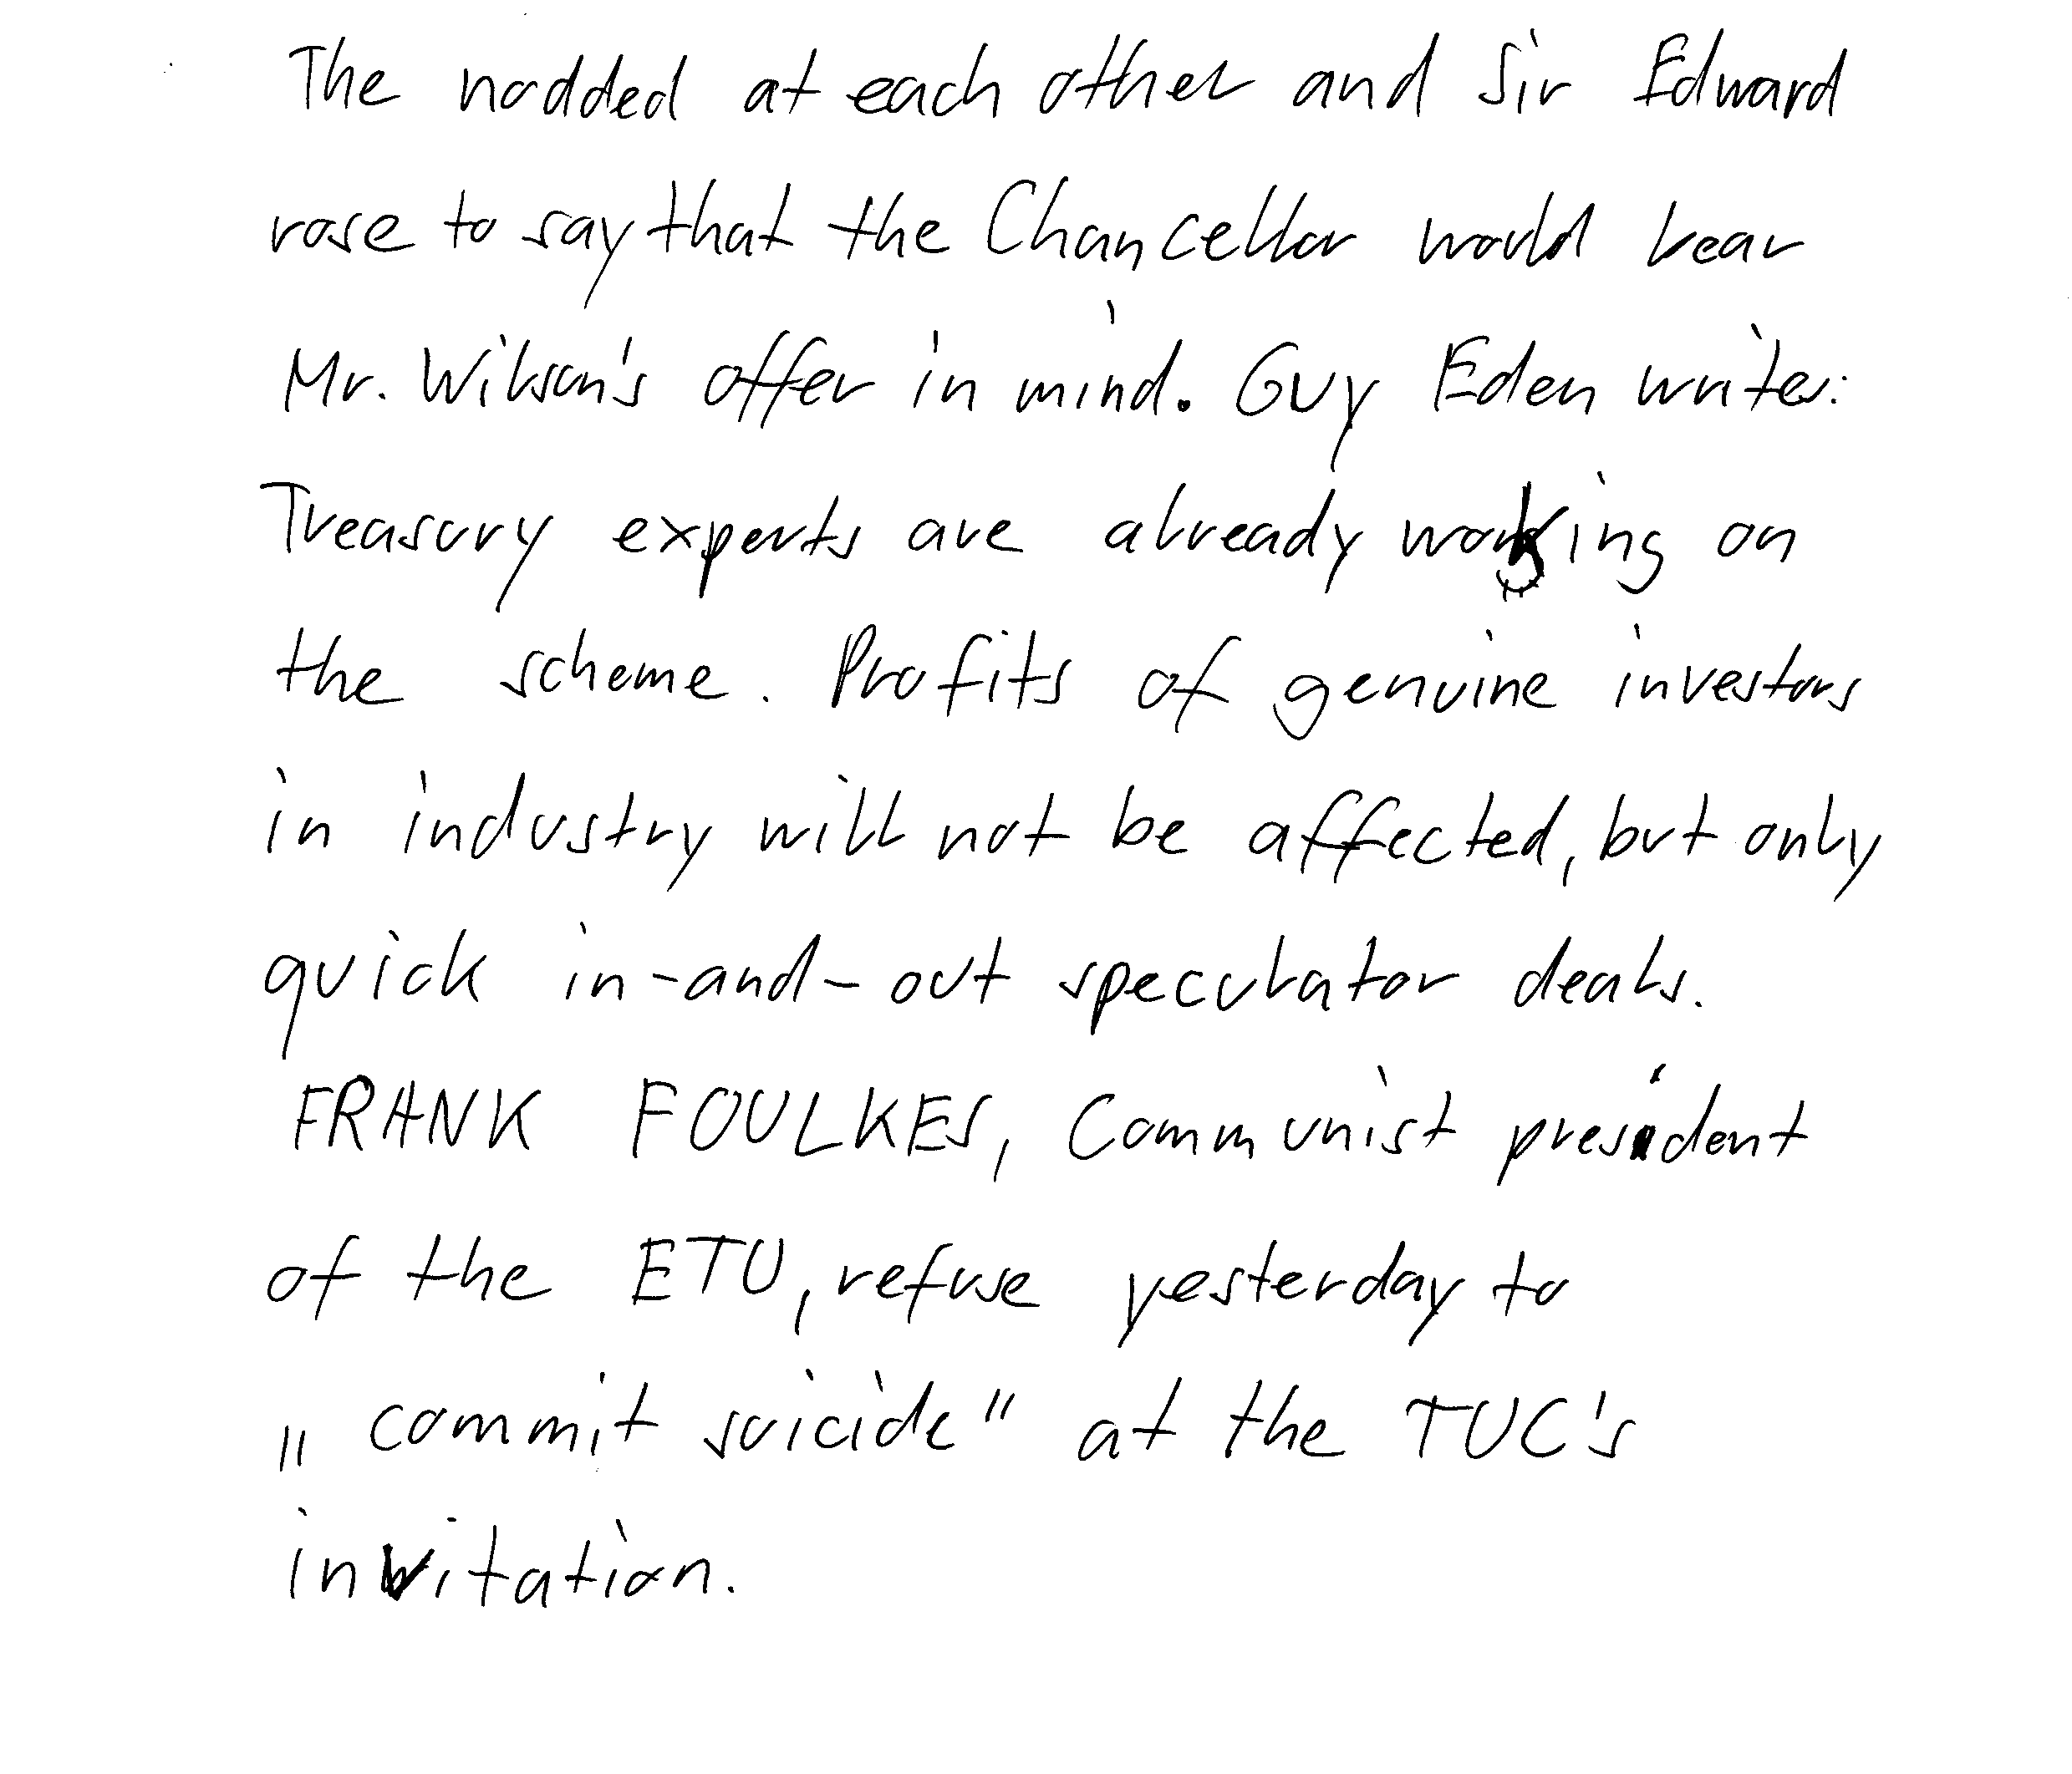 The nodded at each other and Sir Edward
rose to say that the Chancellor would bear
Mr. Wilson's offer in mind. Guy Eden writes:
Treasury experts are already working on
the scheme. Profits of genuine investors
in industry will not be affected, but only
quick in-and-out speculator deals.
FRANK FOULKES, Communist president
of the ETU, refuse yesterday to
„commit suicide" at the TUC's
invitation.